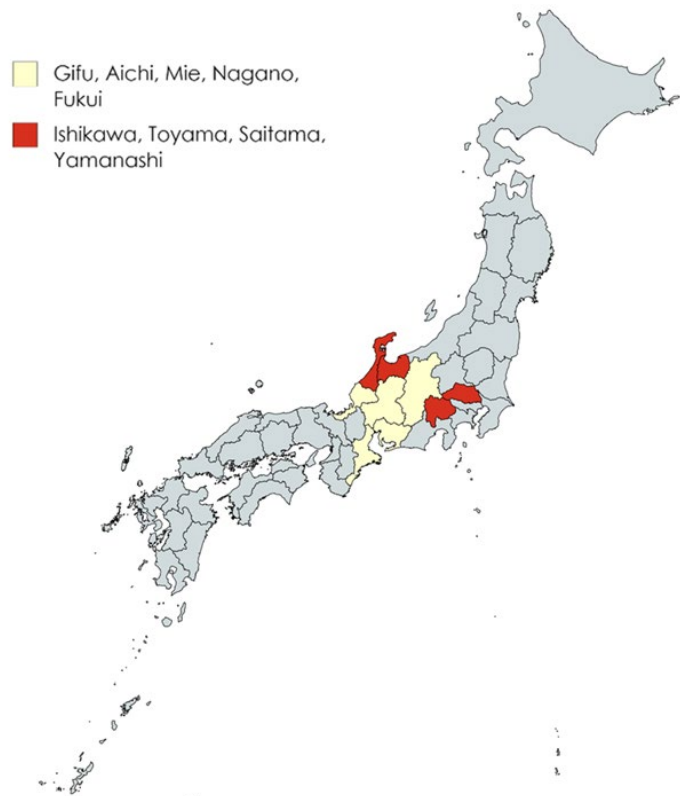 Gifu, Aichi, Mie, Nagano,
Fukui
Ishikawa, Toyama, Saitama,
Yamanashi